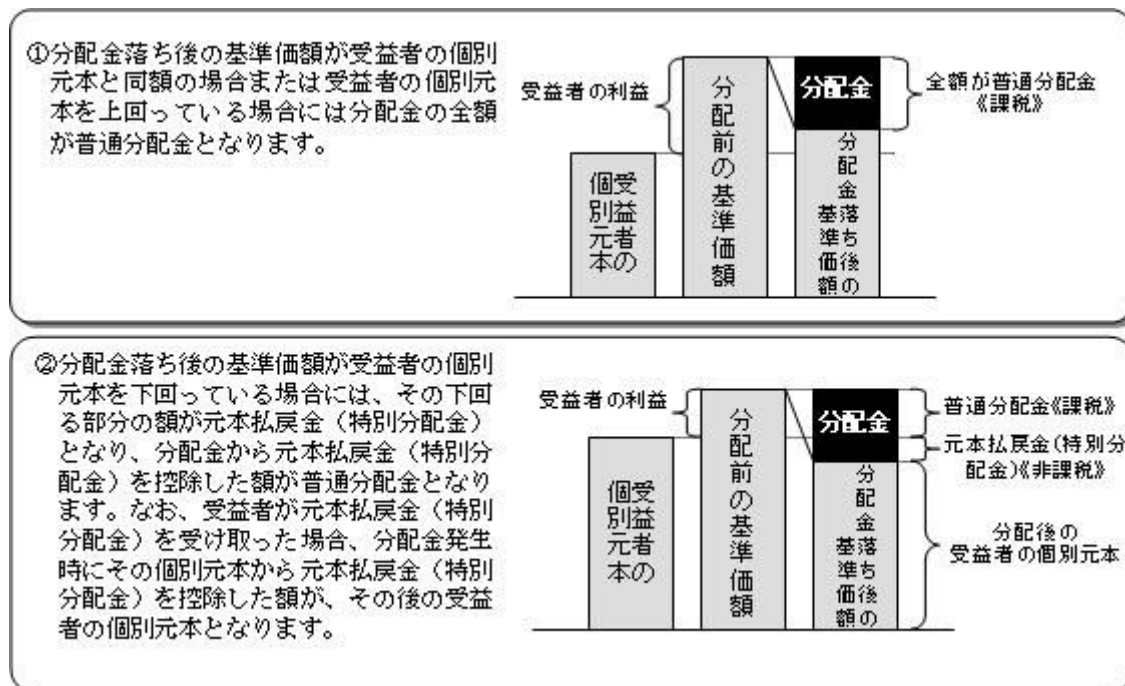 ①分配金落ち後の基準価額が受益者の個別
元本と同額の場合または受益者の個別元
本を上回っている場合には分配金の全額
が普通分配金となります。
受益者の利益
受益者の
個別元本
分配前の基準価額
分配金
分配金落ち後の
基準価額
全額が普通分配金
《課税》
②分配金落ち後の基準価額が受益者の個別
元本を下回っている場合には、その下回
る部分の額が元本払戻金（特別分配金）
となり、分配金から元本払戻金（特別分
配金）を控除した額が普通分配金となり
ます。なお、受益者が元本払戻金（特別
分配金）を受け取った場合、分配金発生
時にその個別元本から元本払戻金（特別
分配金）を控除した額が、その後の受益
者の個別元本となります。
受益者の利益
受益者の
個別元本
分配前の基準価額
分配金
分配金落ち後の
基準価額
普通分配金《課税》
元本払戻金（特別分
配金）《非課税》
分配後の
受益者の個別元本